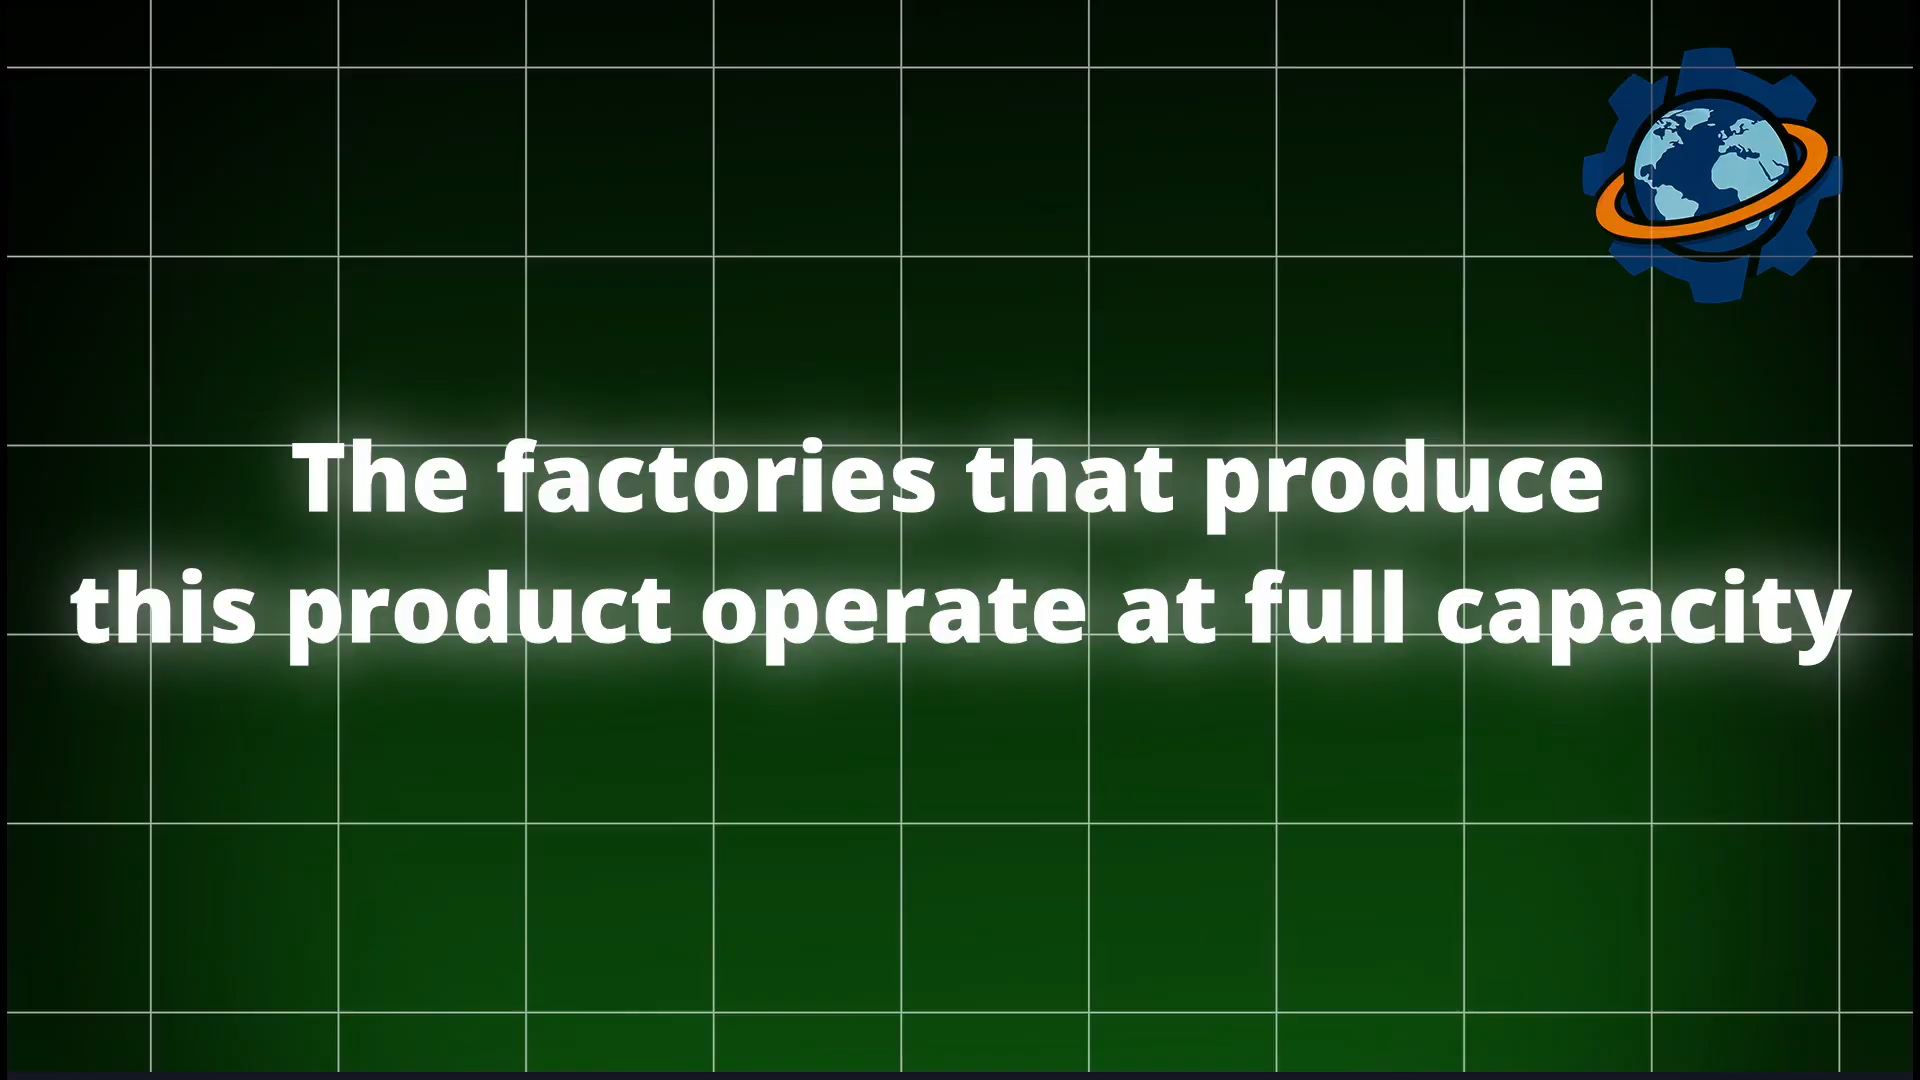 The factories that produce
this product operate at full capacity